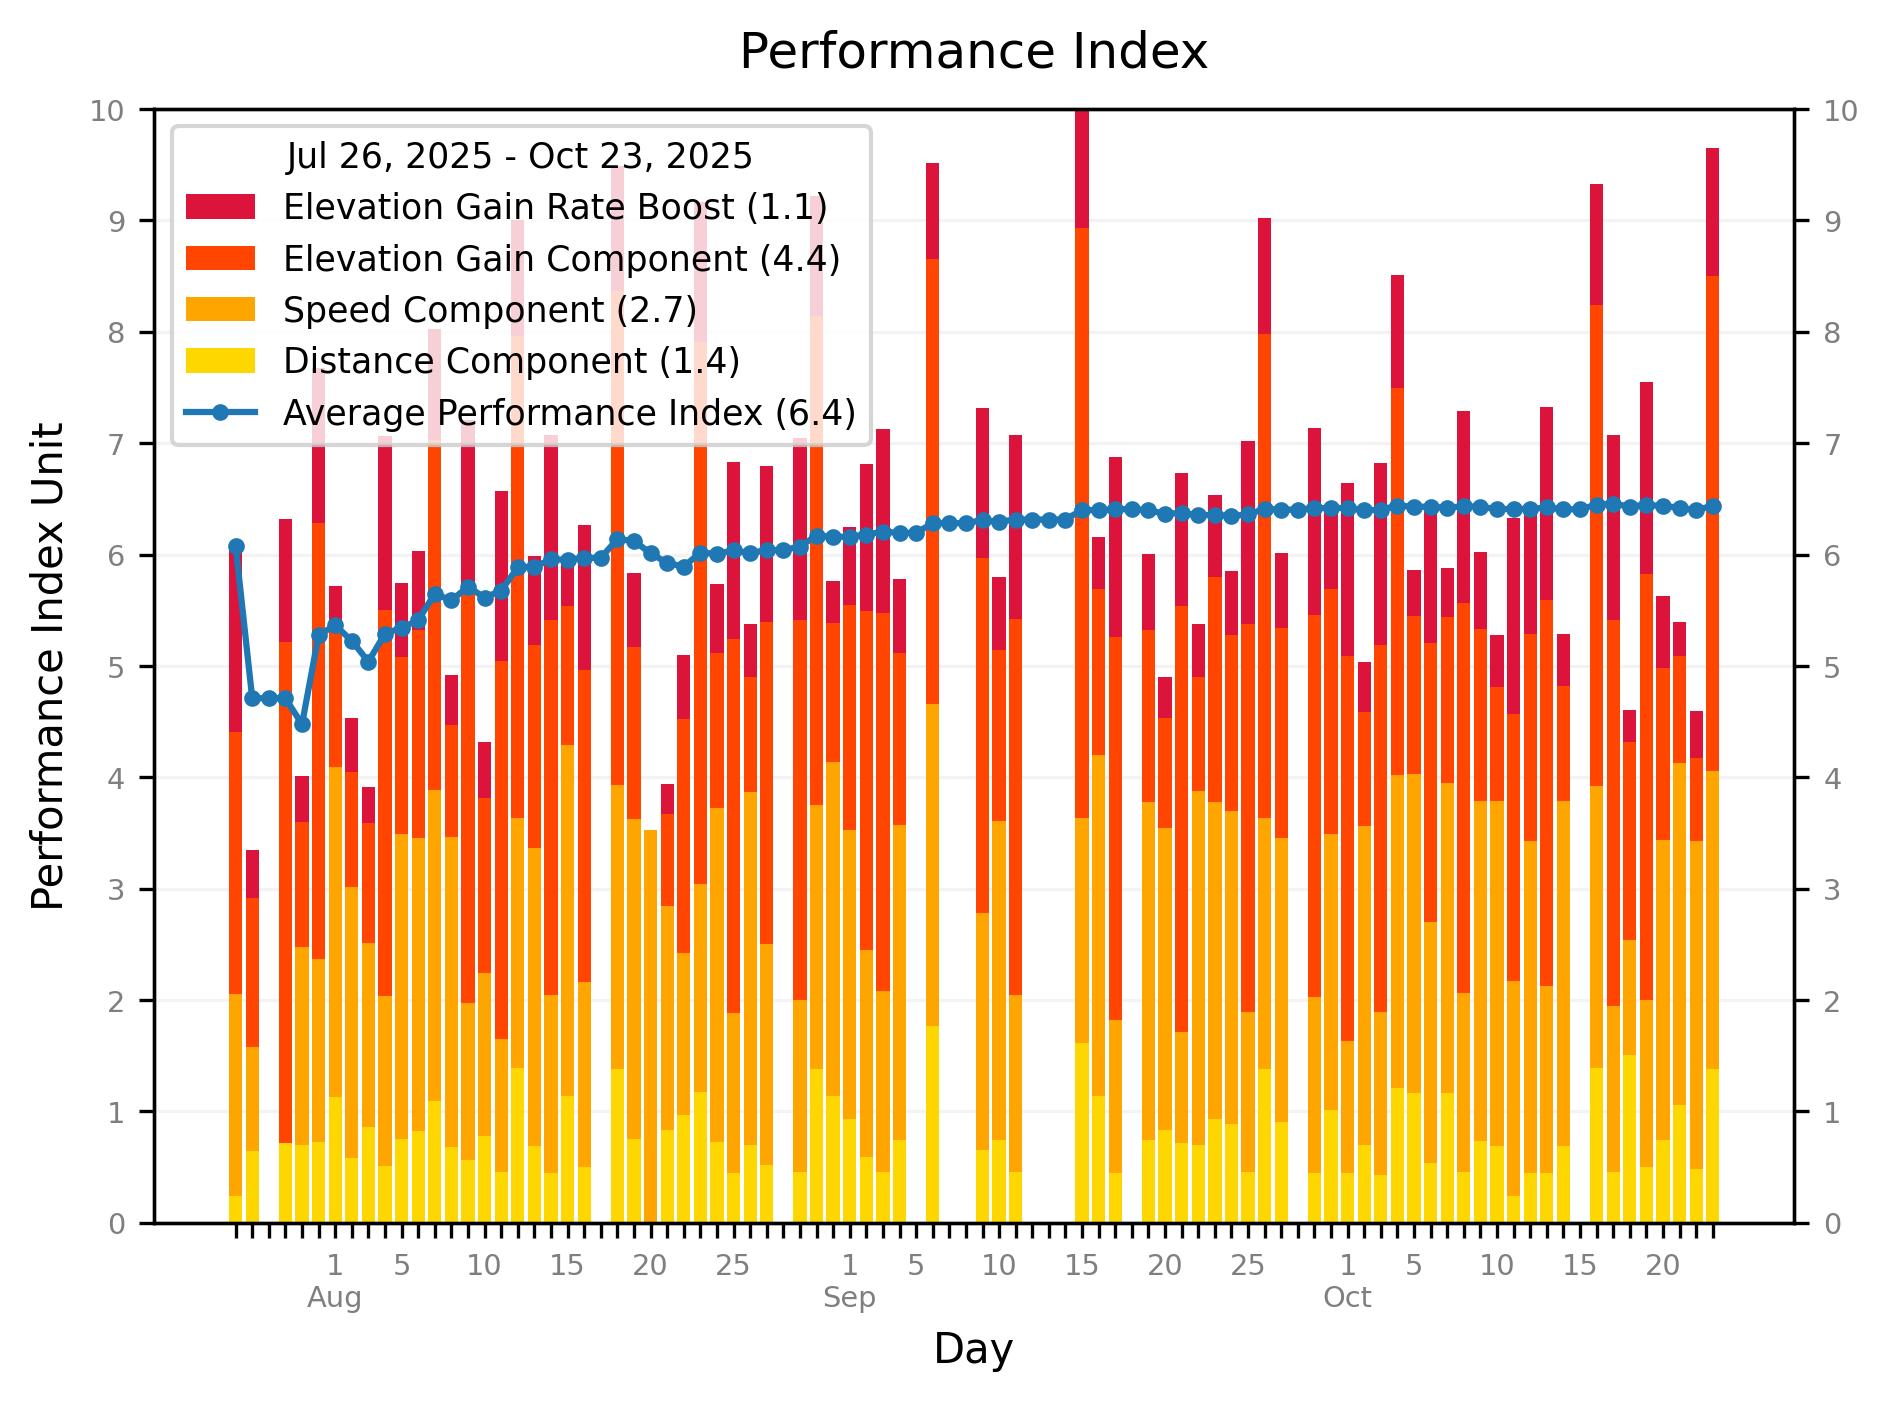 Performance Index
10 10
Jul 26, 2025 - Oct 23, 2025
Elevation Gain Rate Boost (1.1)
9 9
Elevation Gain Component (4.4)
Speed Component (2.7)
8 8
Distance Component (1.4)
Average Performance Index (6.4)
7 7
6 6
5 5
4 4
3 3
2 2
1 1
0 0
Performance Index Unit
1 5 10 15 20 25 1 5 10 15 20 25 1 5 10 15 20
Aug Sep Oct
Day